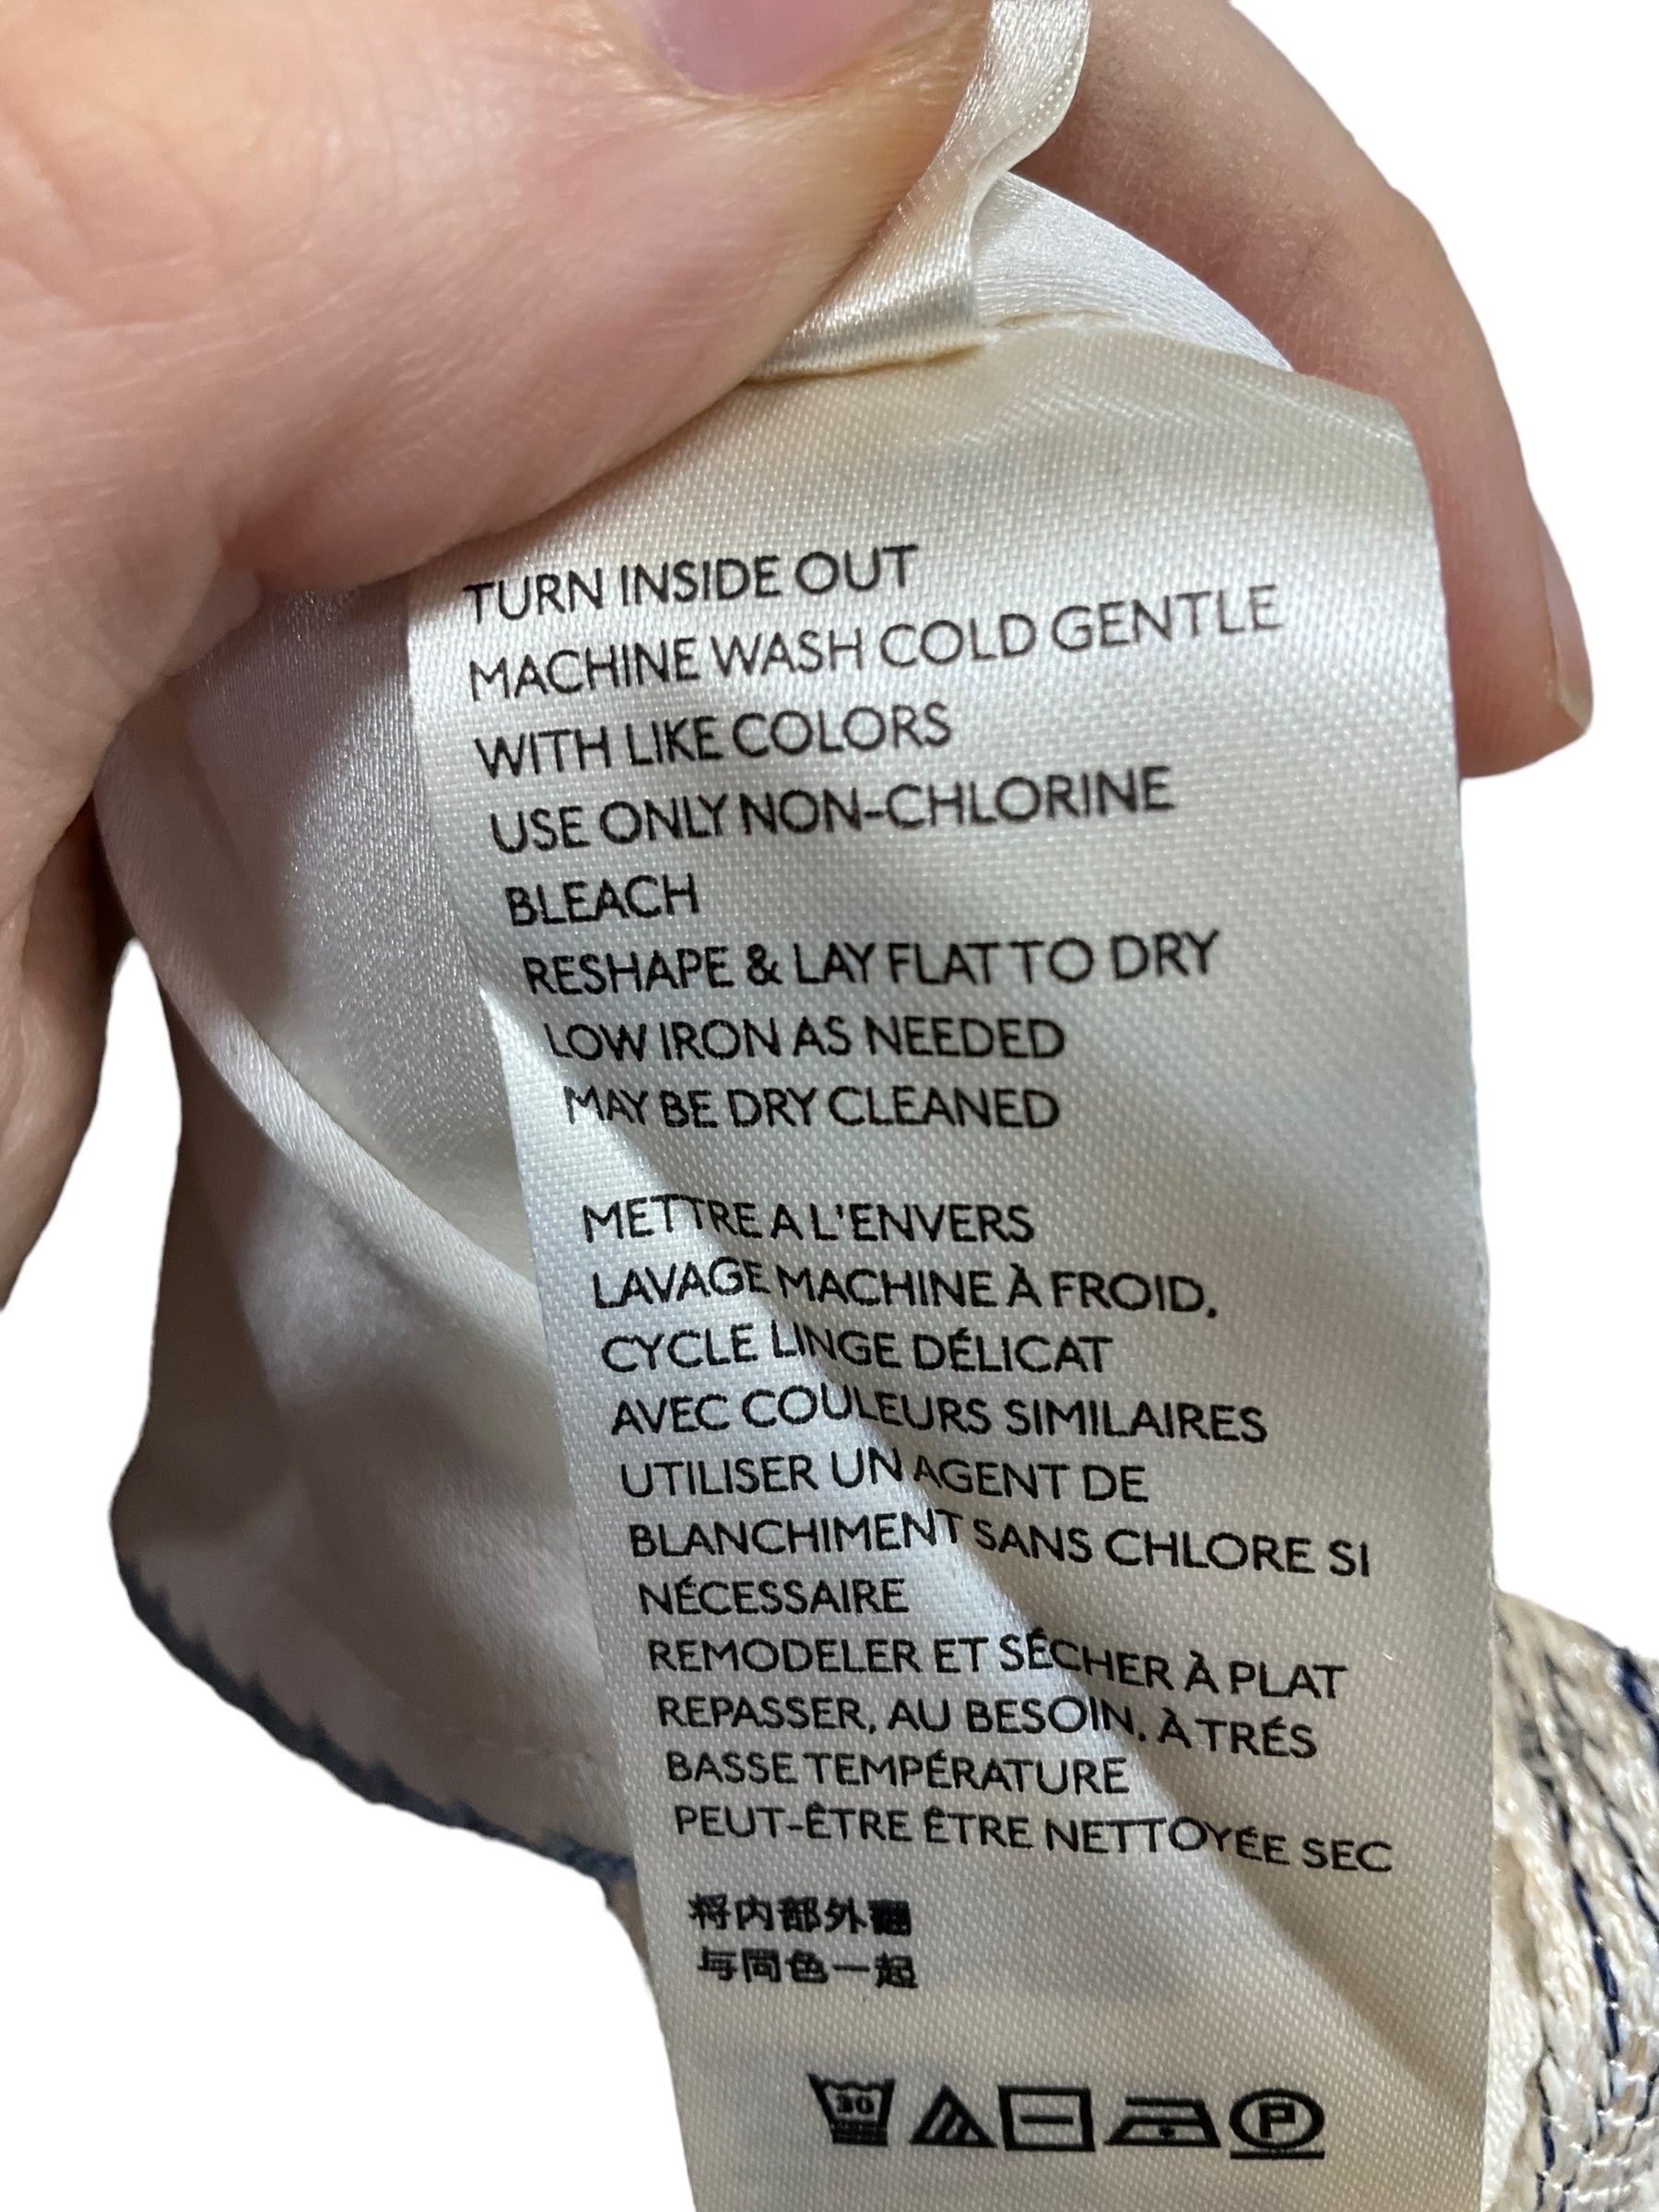 TURN INSIDE OUT
MACHINE WASH COLD GENTLE
WITH LIKE COLORS
USE ONLY NON-CHLORINE
BLEACH
RESHAPE & LAY FLAT TO DRY
LOW IRON AS NEEDED
MAY BE DRY CLEANED
METTRE A L'ENVERS
LAVAGE MACHINE À FROID,
CYCLE LINGE DÉLICAT
AVEC COULEURS SIMILAIRES
UTILISER UN AGENT DE
BLANCHIMENT SANS CHLORE SI
NÉCESSAIRE
REMODELER ET SÉCHER À PLAT
REPASSER, AU BESOIN, À TRÉS
BASSE TEMPÉRATURE
PEUT-ÊTRE ÊTRE NETTOYÉE SEC
将内部外翻
与同色一起
30 P